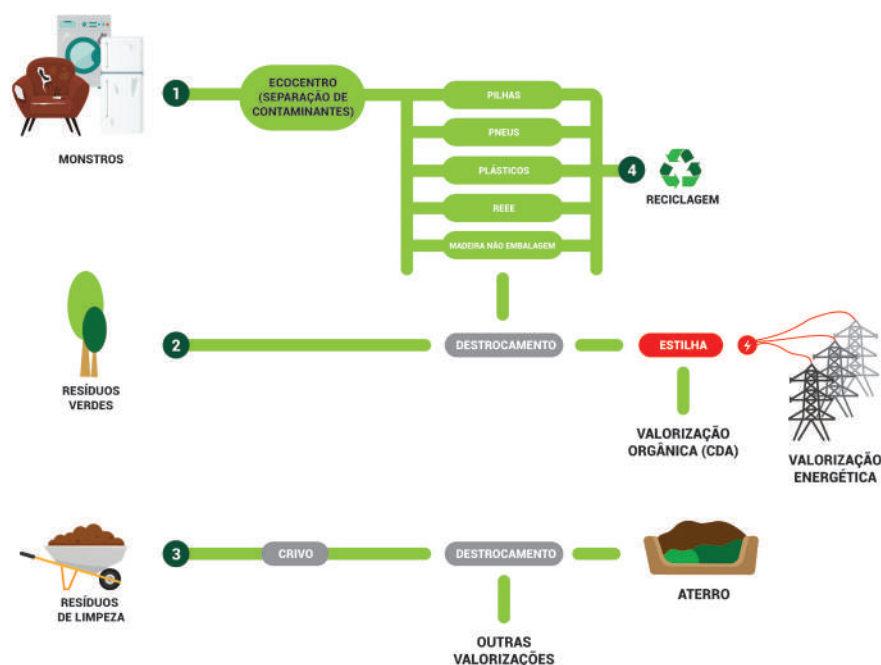 1
ECOCENTRO
(SEPARAÇÃO DE
CONTAMINANTES)
PILHAS
PNEUS
PLÁSTICOS
REEE
MADEIRA NÃO EMBALAGEM
4
RECICLAGEM
MONSTROS
2
DESTROCAMENTO
ESTILHA
RESÍDUOS
VERDES
VALORIZAÇÃO
ORGÂNICA (CDA)
VALORIZAÇÃO
ENERGÉTICA
3
CRIVO
DESTROCAMENTO
RESÍDUOS
DE LIMPEZA
ATERRO
OUTRAS
VALORIZAÇÕES